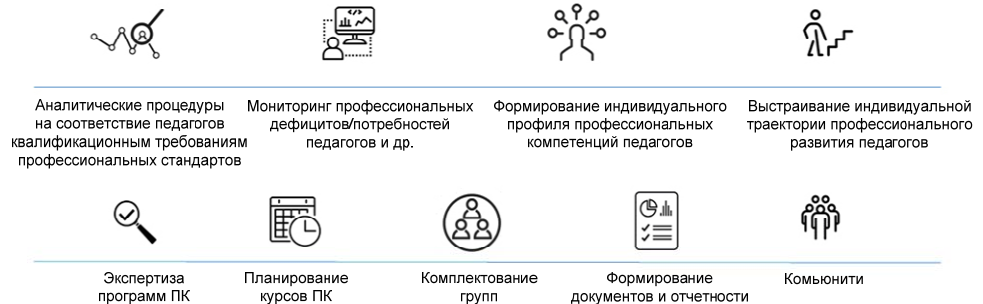 Аналитические процедуры
на соответствие педагогов
квалификационным требованиям
профессиональных стандартов
Мониторинг профессиональных
дефицитов/потребностей
педагогов и др.
Формирование индивидуального
профиля профессиональных
компетенций педагогов
Выстраивание индивидуальной
траектории профессионального
развития педагогов
Экспертиза
программ ПК
Планирование
курсов ПК
Комплектование
групп
Формирование
документов и отчетности
Комьюнити